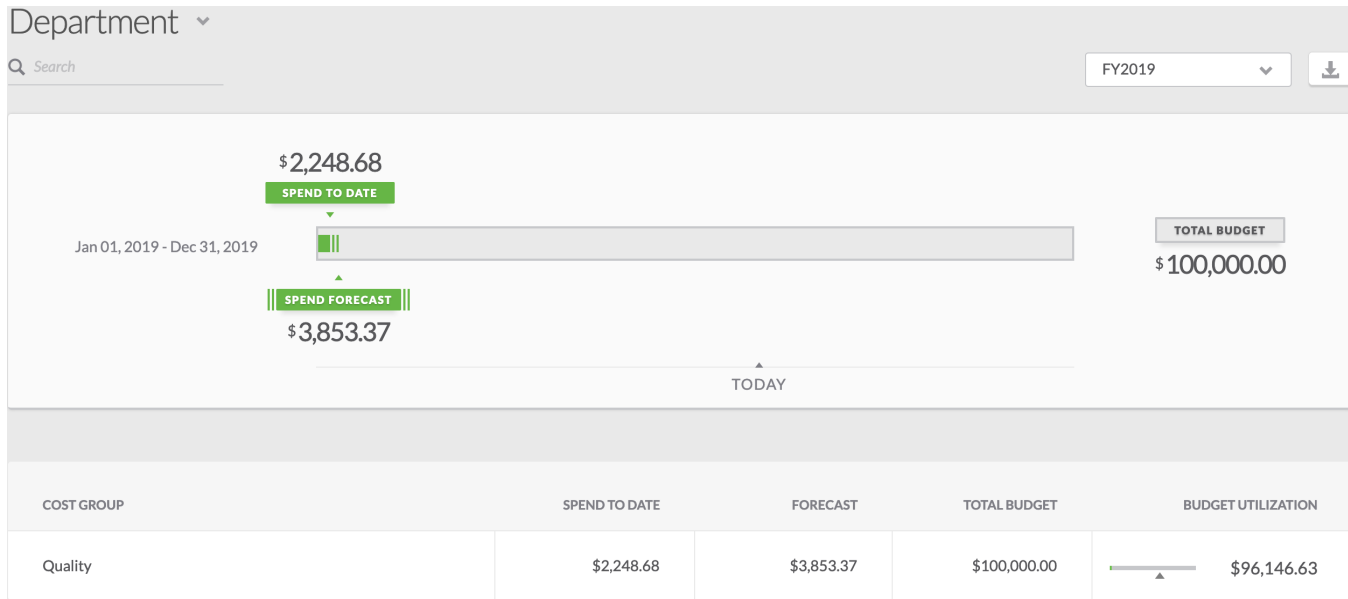 Department
Search
FY2019
$2,248.68
SPEND TO DATE
Jan 01, 2019 - Dec 31, 2019
TOTAL BUDGET
$100,000.00
SPEND FORECAST
$3,853.37
TODAY
COST GROUP SPEND TO DATE FORECAST TOTAL BUDGET BUDGET UTILIZATION
Quality $2,248.68 $3,853.37 $100,000.00 $96,146.63